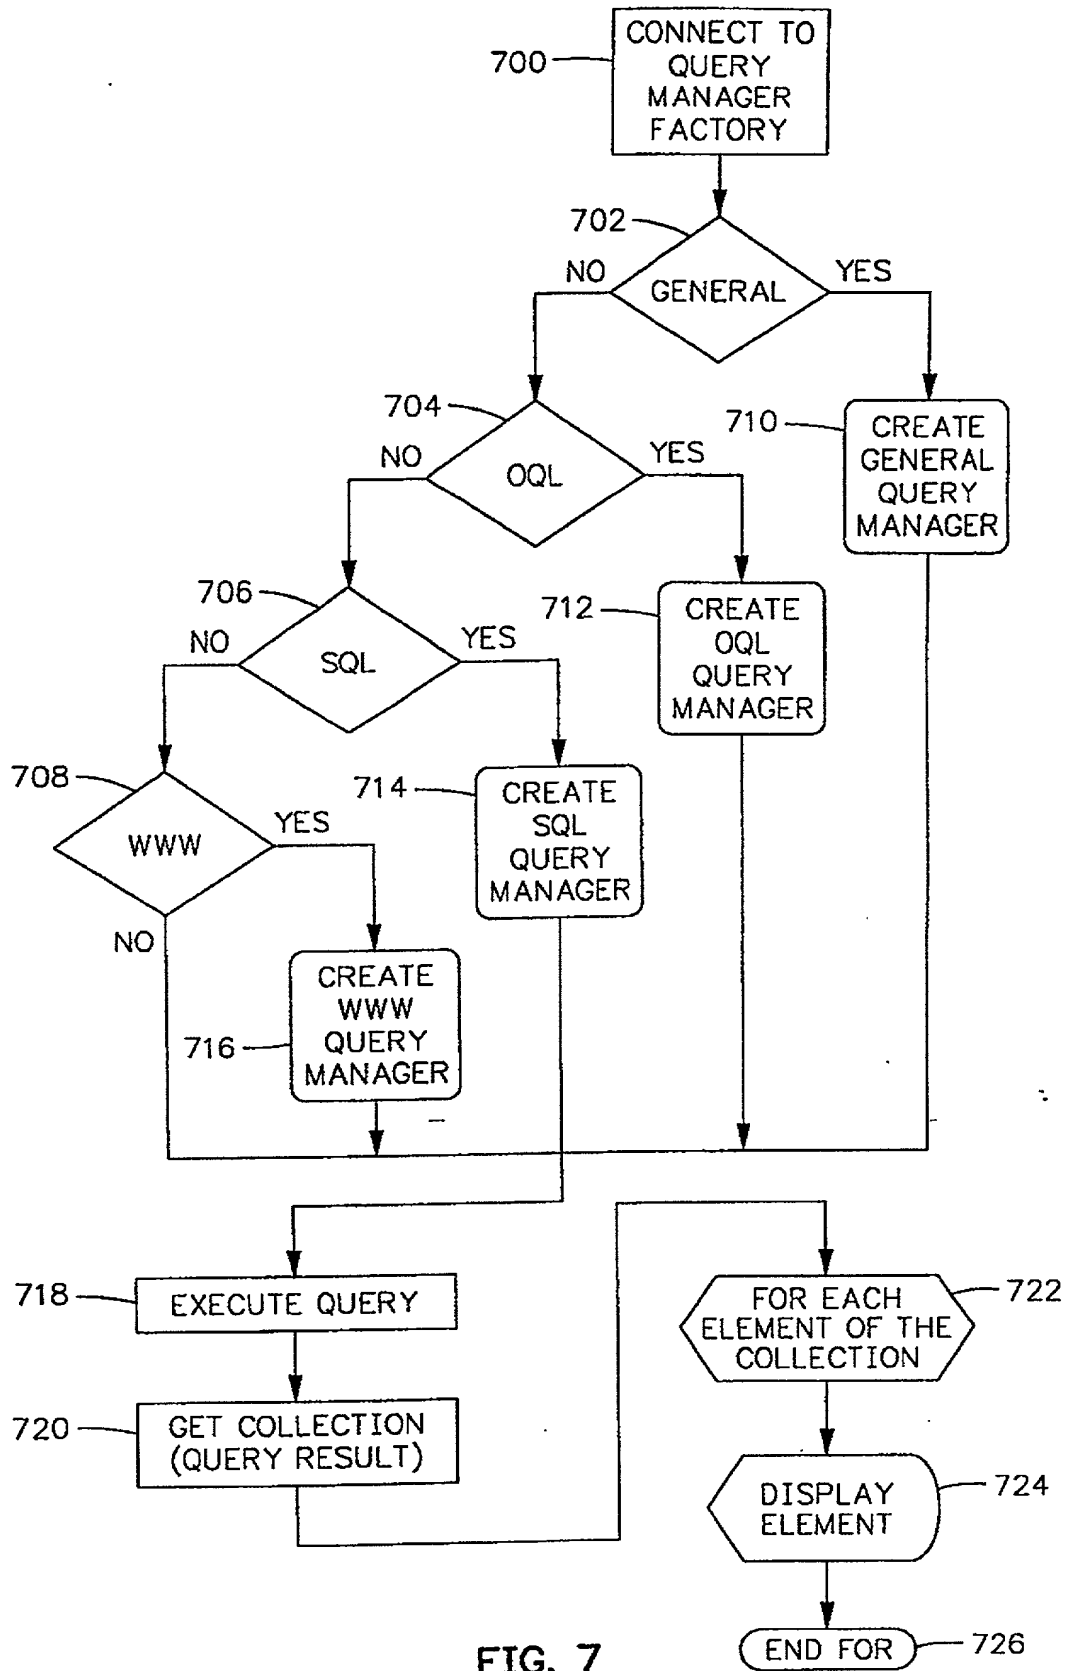 CONNECT TO
700
QUERY
MANAGER
FACTORY
702
NO
YES
GENERAL
704
710
CREATE
GENERAL
QUERY
MANAGER
NO
YES
OQL
706
712
CREATE
OQL
QUERY
MANAGER
NO
YES
SQL
708
714
CREATE
SQL
QUERY
MANAGER
YES
WWW
NO
716
CREATE
WWW
QUERY
MANAGER
718
EXECUTE QUERY
720
GET COLLECTION
(QUERY RESULT)
FOR EACH
ELEMENT OF THE
COLLECTION
722
DISPLAY
ELEMENT
724
END FOR
726
FIG. 7